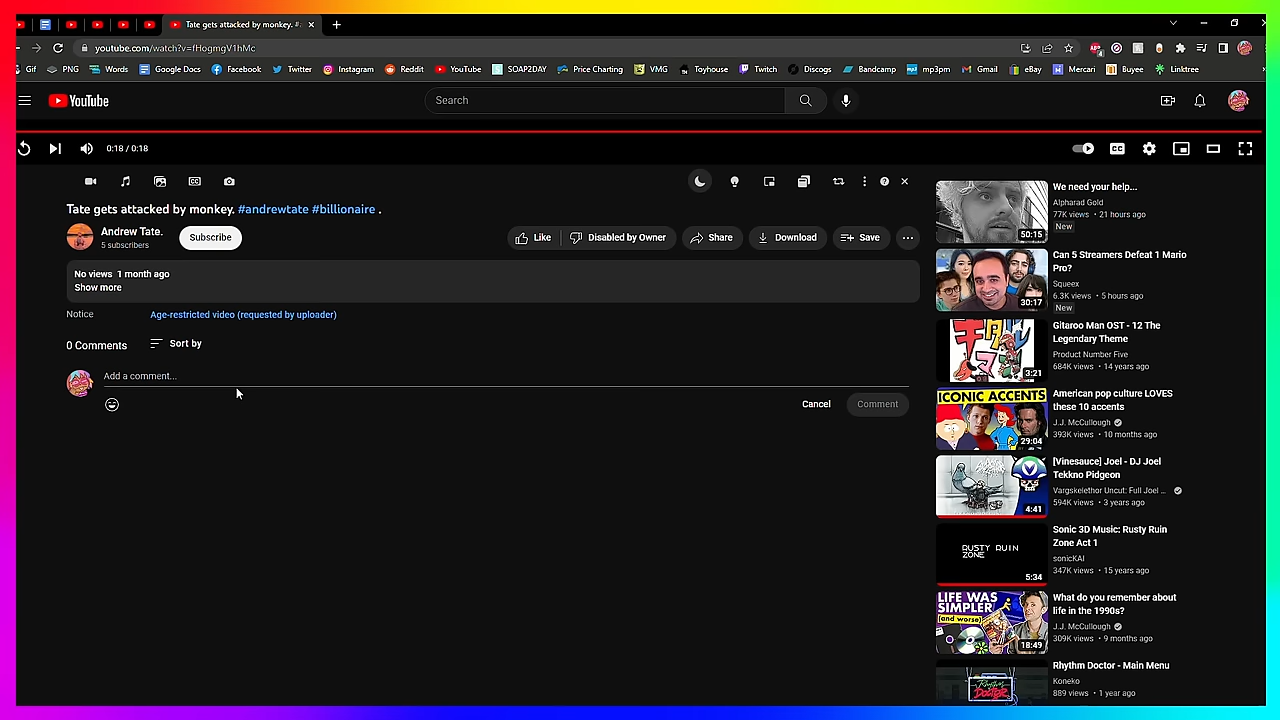 Tate gets attacked by monkey. #
youtube.com/watch?v=fHogmgV1hMc
Gif PNG Words Google Docs Facebook Twitter Instagram Reddit YouTube SOAP2DAY Price Charting VMG Toyhouse Twitch Discogs Bandcamp mp3pm Gmail eBay Mercari Buyee Linktree
YouTube
Search
0:18 / 0:18
CC
Tate gets attacked by monkey. #andrewtate #billionaire .
Andrew Tate.
5 subscribers
Subscribe
Like
Disabled by Owner
Share
Download
Save
No views 1 month ago
Show more
Notice
Age-restricted video (requested by uploader)
0 Comments
Sort by
Add a comment...
Cancel
Comment
50:15
We need your help...
Alpharad Gold
77K views • 21 hours ago
New
30:17
Can 5 Streamers Defeat 1 Mario
Pro?
Squeex
6.3K views • 5 hours ago
New
3:21
Gitaroo Man OST - 12 The
Legendary Theme
Product Number Five
684K views • 14 years ago
ICONIC ACCENTS
29:04
American pop culture LOVES
these 10 accents
J.J. McCullough
393K views • 10 months ago
4:41
[Vinesauce] Joel - DJ Joel
Tekkno Pidgeon
Vargskelethor Uncut: Full Joel ...
594K views • 3 years ago
RUSTY RUIN
ZONE
5:34
Sonic 3D Music: Rusty Ruin
Zone Act 1
sonicKAI
347K views • 15 years ago
LIFE WAS
SIMPLER
(and worse)
18:49
What do you remember about
life in the 1990s?
J.J. McCullough
309K views • 9 months ago
Rhythm Doctor
Rhythm Doctor - Main Menu
Koneko
889 views • 1 year ago